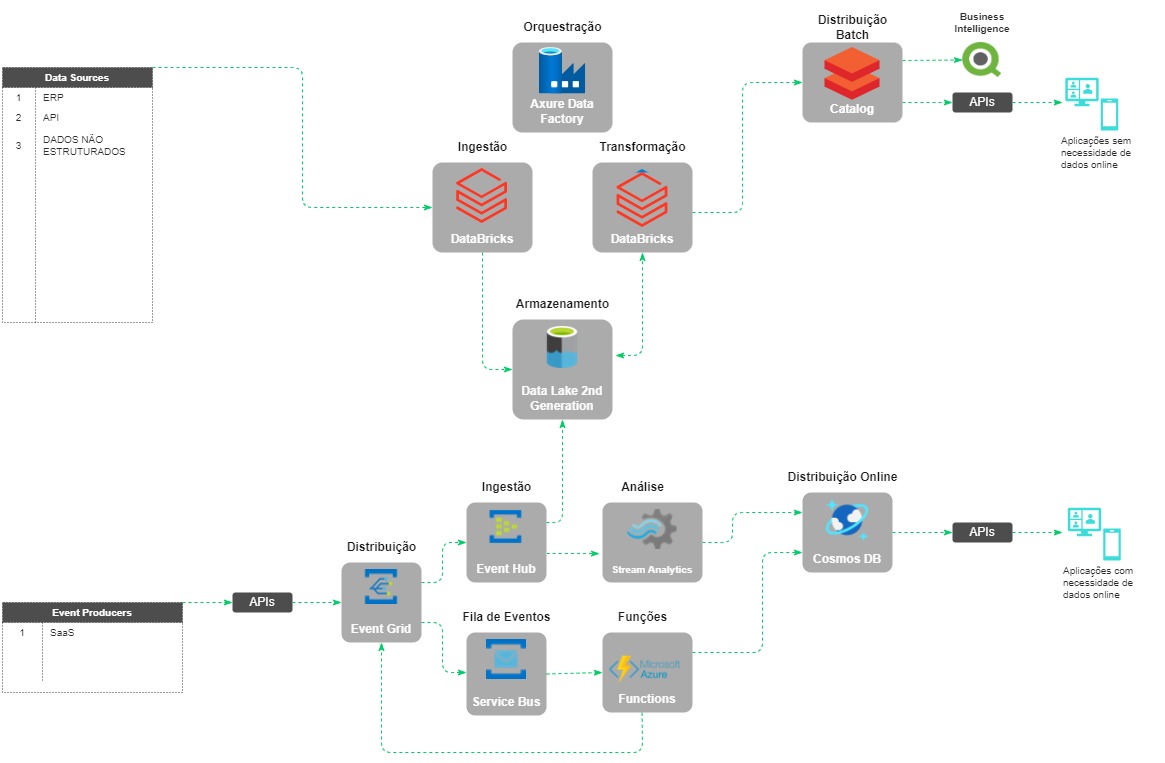 Orquestração
Axure Data
Factory
Distribuição
Batch
Catalog
Business
Intelligence
APIs
Aplicações sem
necessidade de
dados online
Data Sources
1 ERP
2 API
3 DADOS NÃO
ESTRUTURADOS
Ingestão
DataBricks
Transformação
DataBricks
Armazenamento
Data Lake 2nd
Generation
Ingestão
Event Hub
Análise
Stream Analytics
Distribuição Online
Cosmos DB
APIs
Aplicações com
necessidade de
dados online
Distribuição
Event Grid
APIs
Event Producers
1 SaaS
Fila de Eventos
Service Bus
Funções
Microsoft
Azure
Functions